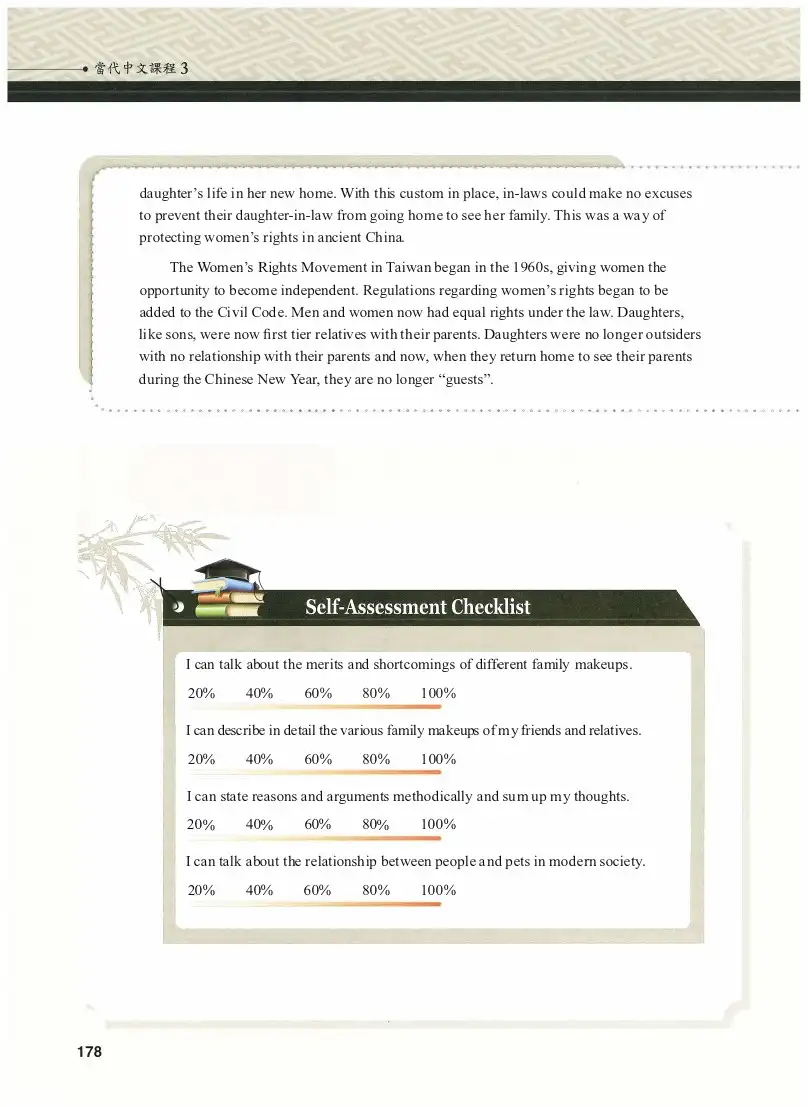 當代中文課程 3
daughter's life in her new home. With this custom in place, in-laws could make no excuses
to prevent their daughter-in-law from going home to see her family. This was a way of
protecting women's rights in ancient China.
The Women's Rights Movement in Taiwan began in the 1960s, giving women the
opportunity to become independent. Regulations regarding women's rights began to be
added to the Civil Code. Men and women now had equal rights under the law. Daughters,
like sons, were now first tier relatives with their parents. Daughters were no longer outsiders
with no relationship with their parents and now, when they return home to see their parents
during the Chinese New Year, they are no longer “guests”.
Self-Assessment Checklist
I can talk about the merits and shortcomings of different family makeups.
20% 40% 60% 80% 100%
I can describe in detail the various family makeups of my friends and relatives.
20% 40% 60% 80% 100%
I can state reasons and arguments methodically and sum up my thoughts.
20% 40% 60% 80% 100%
I can talk about the relationship between people and pets in modern society.
20% 40% 60% 80% 100%
178